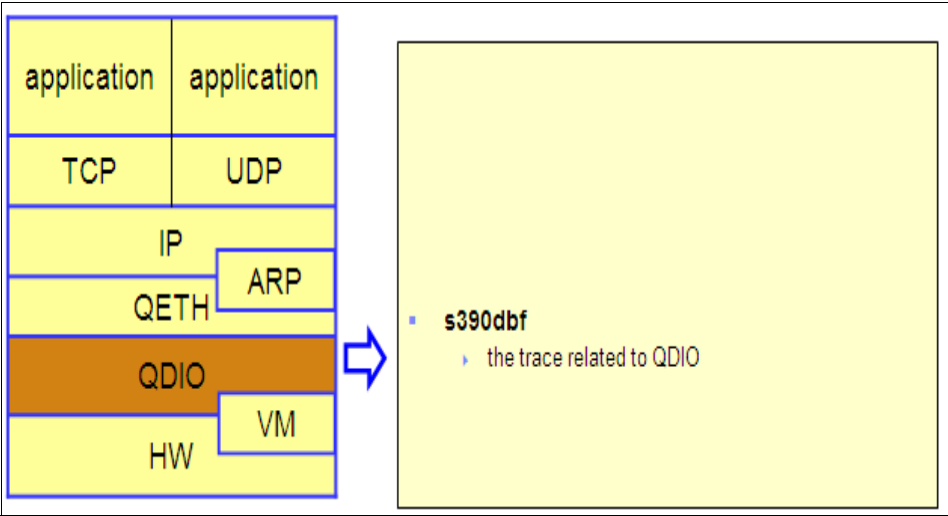 application application
TCP UDP
IP
ARP
QETH
QDIO
VM
HW
s390dbf
the trace related to QDIO